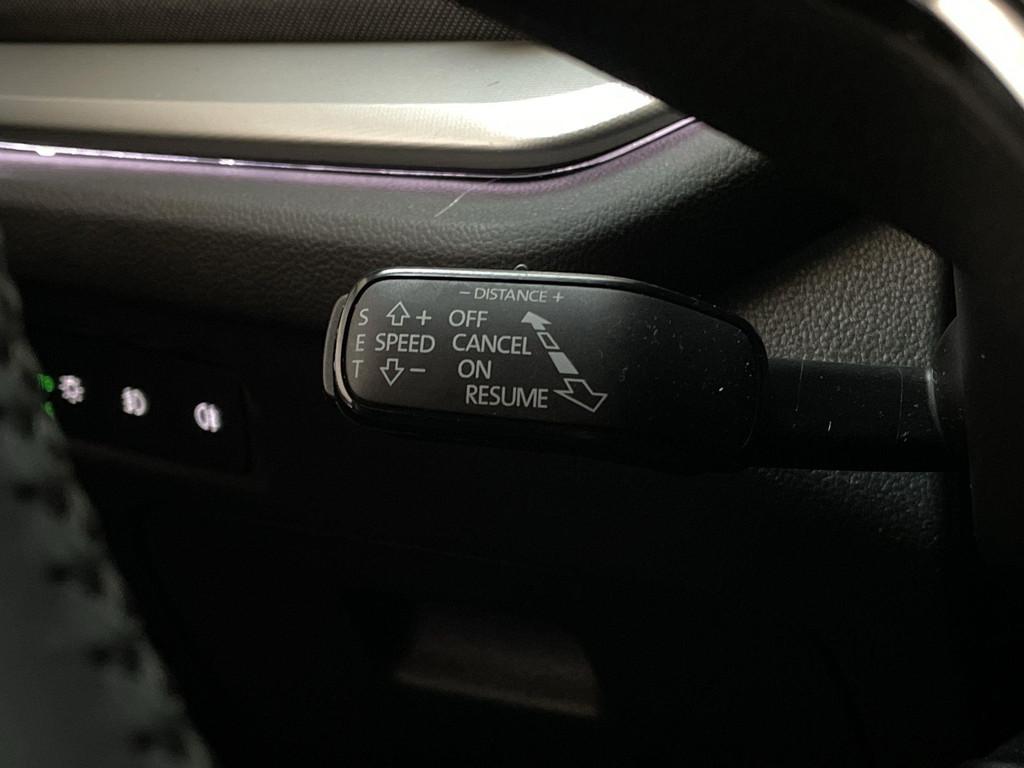 − DISTANCE +
S + OFF
E SPEED CANCEL
T − ON
RESUME